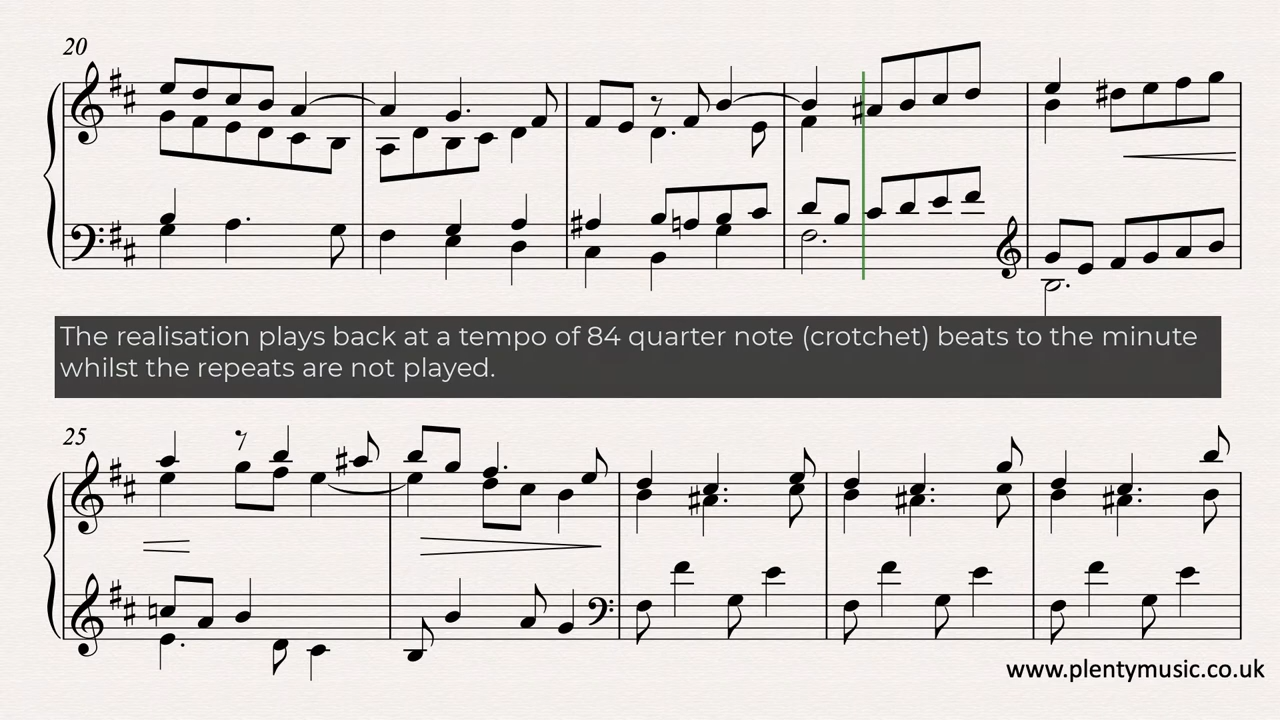 20
The realisation plays back at a tempo of 84 quarter note (crotchet) beats to the minute
whilst the repeats are not played.
25
www.plentymusic.co.uk